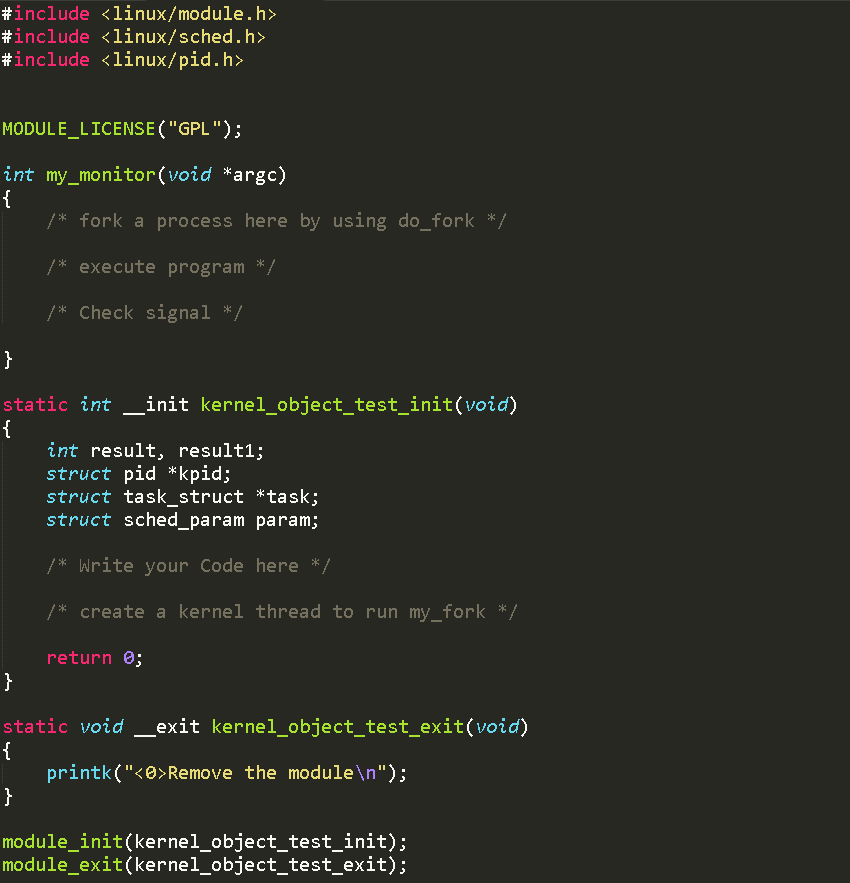 #include <linux/module.h>
#include <linux/sched.h>
#include <linux/pid.h>
MODULE_LICENSE("GPL");
int my_monitor(void *argc)
{
    /* fork a process here by using do_fork */
    /* execute program */
    /* Check signal */
}
static int __init kernel_object_test_init(void)
{
    int result, result1;
    struct pid *kpid;
    struct task_struct *task;
    struct sched_param param;
    /* Write your Code here */
    /* create a kernel thread to run my_fork */
    return 0;
}
static void __exit kernel_object_test_exit(void)
{
    printk("<0>Remove the module\n");
}
module_init(kernel_object_test_init);
module_exit(kernel_object_test_exit);